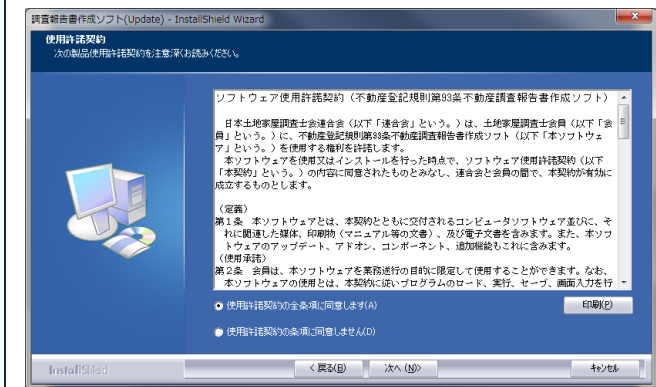 調査報告書作成ソフト(Update) - InstallShield Wizard
使用許諾契約
次の製品使用許諾契約を注意深くお読みください。
ソフトウェア使用許諾契約（不動産登記規則第93条不動産調査報告書作成ソフト）
日本土地家屋調査士会連合会（以下「連合会」という。）は、土地家屋調査士会員（以下「会
員」という。）に、不動産登記規則第93条不動産調査報告書作成ソフト（以下「本ソフトウェ
ア」という。）を使用する権利を許諾します。
本ソフトウェアを使用又はインストールを行った時点で、ソフトウェア使用許諾契約（以下
「本契約」という。）の内容に同意されたものとみなし、連合会と会員の間で、本契約が有効に
成立するものとします。
（定義）
第１条　本ソフトウェアとは、本契約とともに交付されるコンピュータソフトウェア並びに、そ
れに関連した媒体、印刷物（マニュアル等の文書）、及び電子文書を含みます。また、本ソフ
トウェアのアップデート、アドオン、コンポーネント、追加機能もこれに含みます。
（使用承諾）
第２条　会員は、本ソフトウェアを業務遂行の目的に限定して使用することができます。なお、
本ソフトウェアの使用とは、本契約に従いプログラムのロード、実行、セーブ、画面入力を行
使用許諾契約の全条項に同意します(A)
印刷(P)
使用許諾契約の条項に同意しません(D)
InstallShield
< 戻る(B)
次へ (N)>
キャンセル